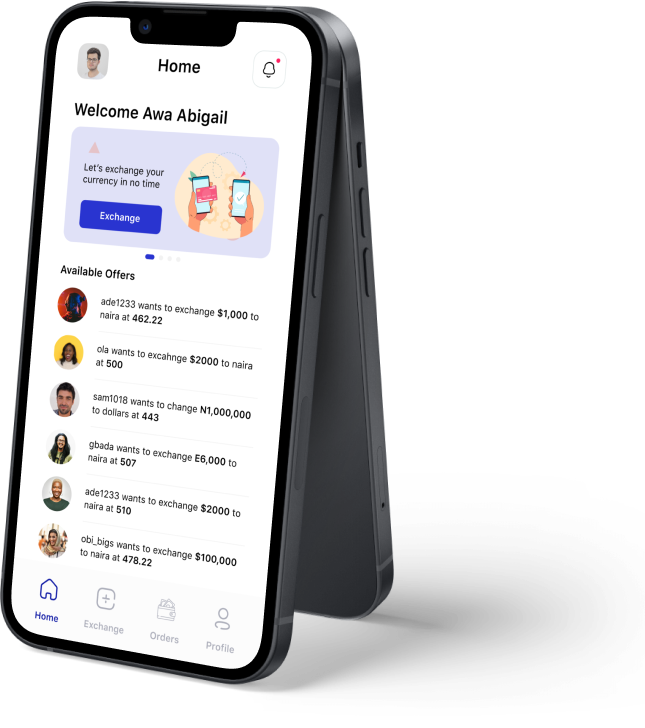 Home
Welcome Awa Abigail
Let's exchange your
currency in no time
Exchange
Available Offers
ade1233 wants to exchange $1,000 to
naira at 462.22
ola wants to excahnge $2000 to naira
at 500
sam1018 wants to change N1,000,000
to dollars at 443
gbada wants to exchange E6,000 to
naira at 507
ade1233 wants to exchange $2000 to
naira at 510
obi_bigs wants to exchange $100,000
to naira at 478.22
Home
Exchange
Orders
Profile